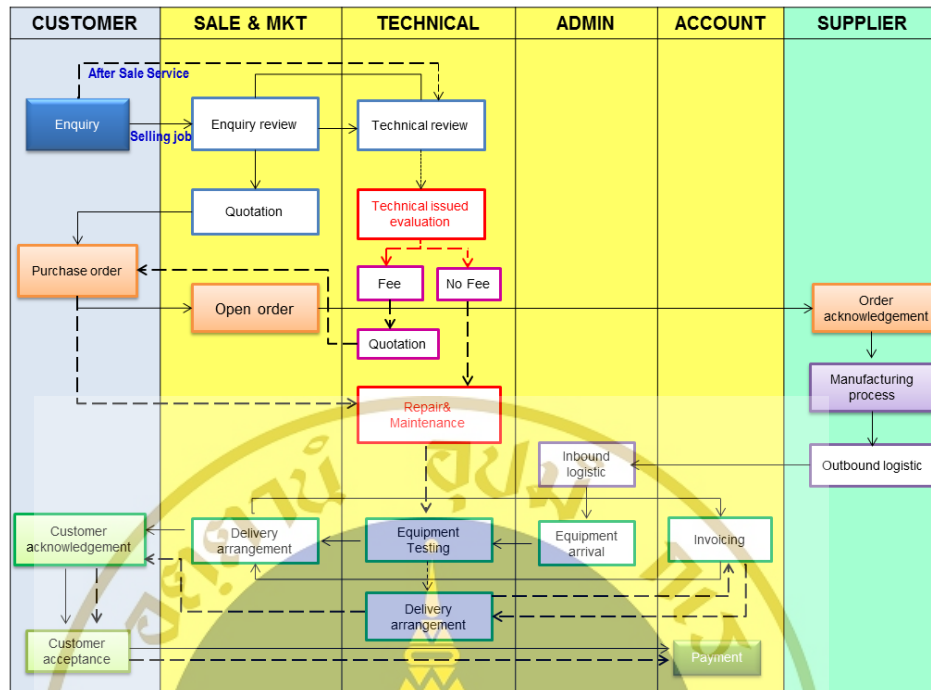 CUSTOMER
SALE & MKT
TECHNICAL
ADMIN
ACCOUNT
SUPPLIER
After Sale Service
Enquiry
Selling job
Enquiry review
Technical review
Quotation
Technical issued
evaluation
Purchase order
Fee
No Fee
Open order
Order
acknowledgement
Quotation
Manufacturing
process
Repair&
Maintenance
Inbound
logistic
Outbound logistic
Customer
acknowledgement
Delivery
arrangement
Equipment
Testing
Equipment
arrival
Invoicing
Delivery
arrangement
Customer
acceptance
Payment